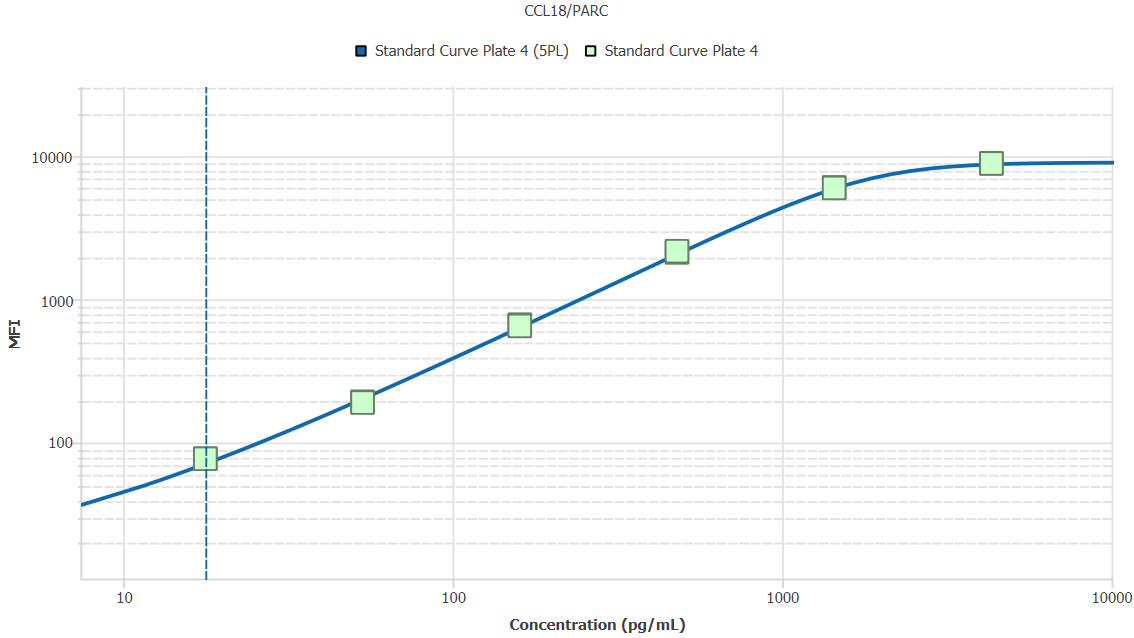 CCL18/PARC
Standard Curve Plate 4 (5PL) Standard Curve Plate 4
10000
1000
100
MFI
10 100 1000 10000
Concentration (pg/mL)